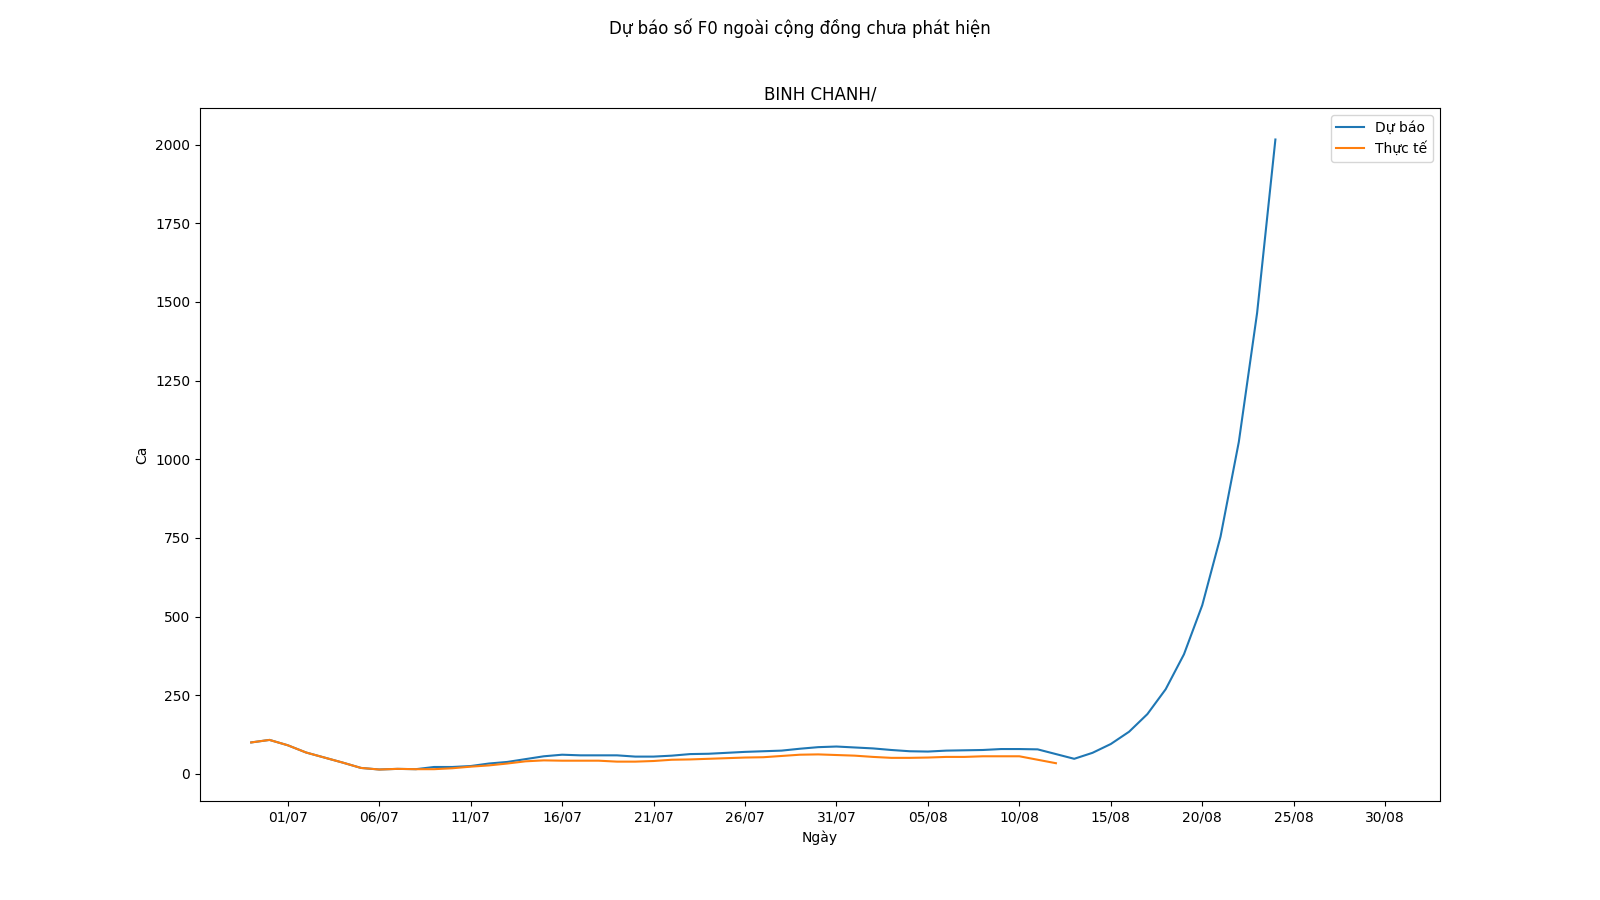 Dự báo số F0 ngoài cộng đồng chưa phát hiện
BINH CHANH/
Dự báo
Thực tế
2000
1750
1500
1250
1000
750
500
250
0
Ca
01/07 06/07 11/07 16/07 21/07 26/07 31/07 05/08 10/08 15/08 20/08 25/08 30/08
Ngày